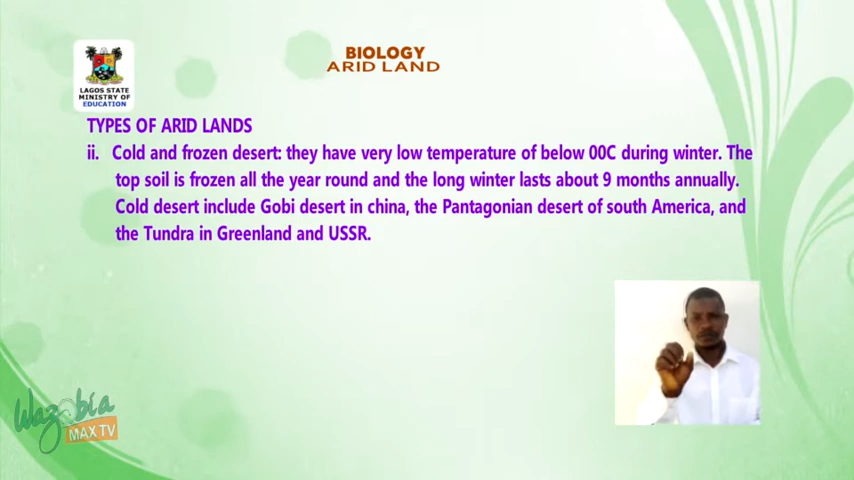 BIOLOGY
ARID LAND
LAGOS STATE
MINISTRY OF
EDUCATION
TYPES OF ARID LANDS
ii. Cold and frozen desert: they have very low temperature of below 00C during winter. The
top soil is frozen all the year round and the long winter lasts about 9 months annually.
Cold desert include Gobi desert in china, the Pantagonian desert of south America, and
the Tundra in Greenland and USSR.
Wazobia
MAX TV